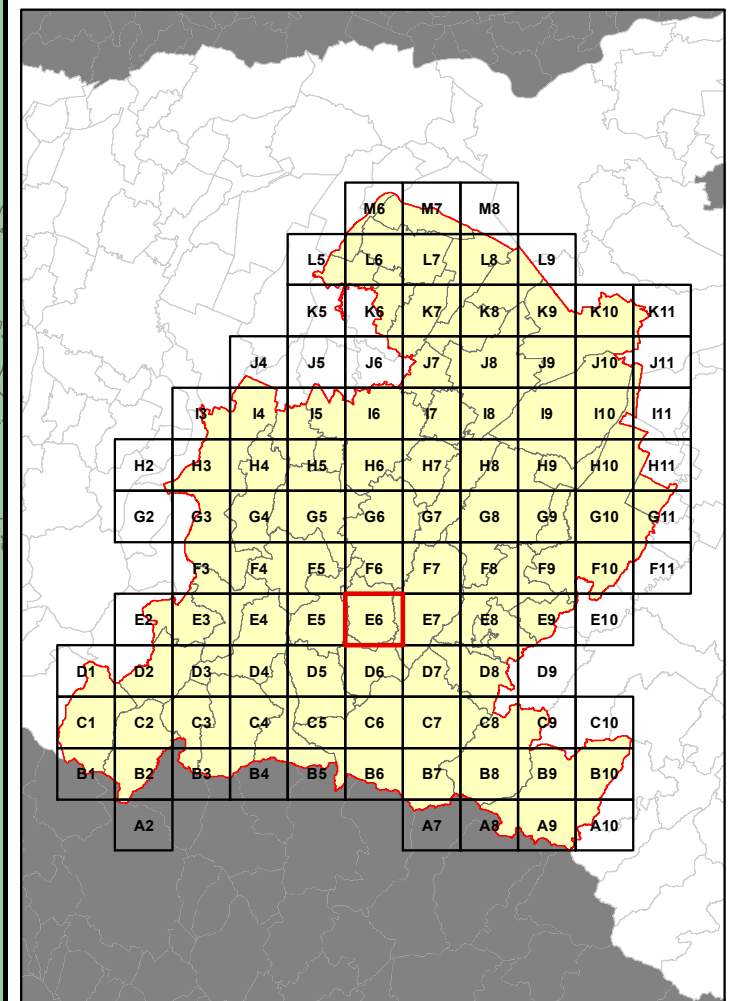 M6 M7 M8
L5 L6 L7 L8 L9
K5 K6 K7 K8 K9 K10 K11
J4 J5 J6 J7 J8 J9 J10 J11
I3 I4 I5 I6 I7 I8 I9 I10 I11
H2 H3 H4 H5 H6 H7 H8 H9 H10 H11
G2 G3 G4 G5 G6 G7 G8 G9 G10 G11
F3 F4 F5 F6 F7 F8 F9 F10 F11
E2 E3 E4 E5 E6 E7 E8 E9 E10
D1 D2 D3 D4 D5 D6 D7 D8 D9
C1 C2 C3 C4 C5 C6 C7 C8 C9 C10
B1 B2 B3 B4 B5 B6 B7 B8 B9 B10
A2 A7 A8 A9 A10